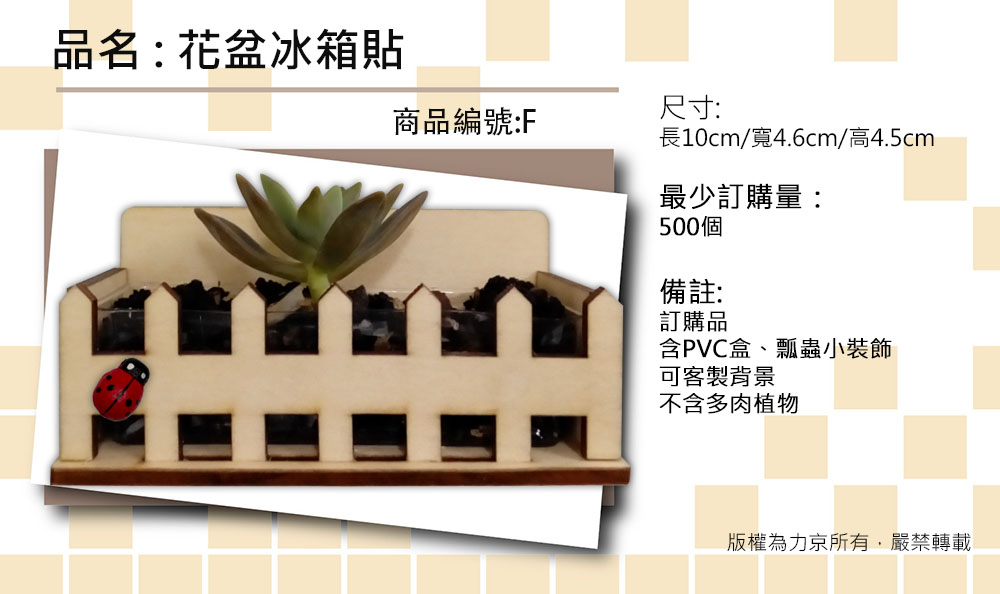 品名 : 花盆冰箱貼
商品編號:F
尺寸:
長10cm/寬4.6cm/高4.5cm
最少訂購量：
500個
備註:
訂購品
含PVC盒、瓢蟲小裝飾
可客製背景
不含多肉植物
版權為力京所有，嚴禁轉載